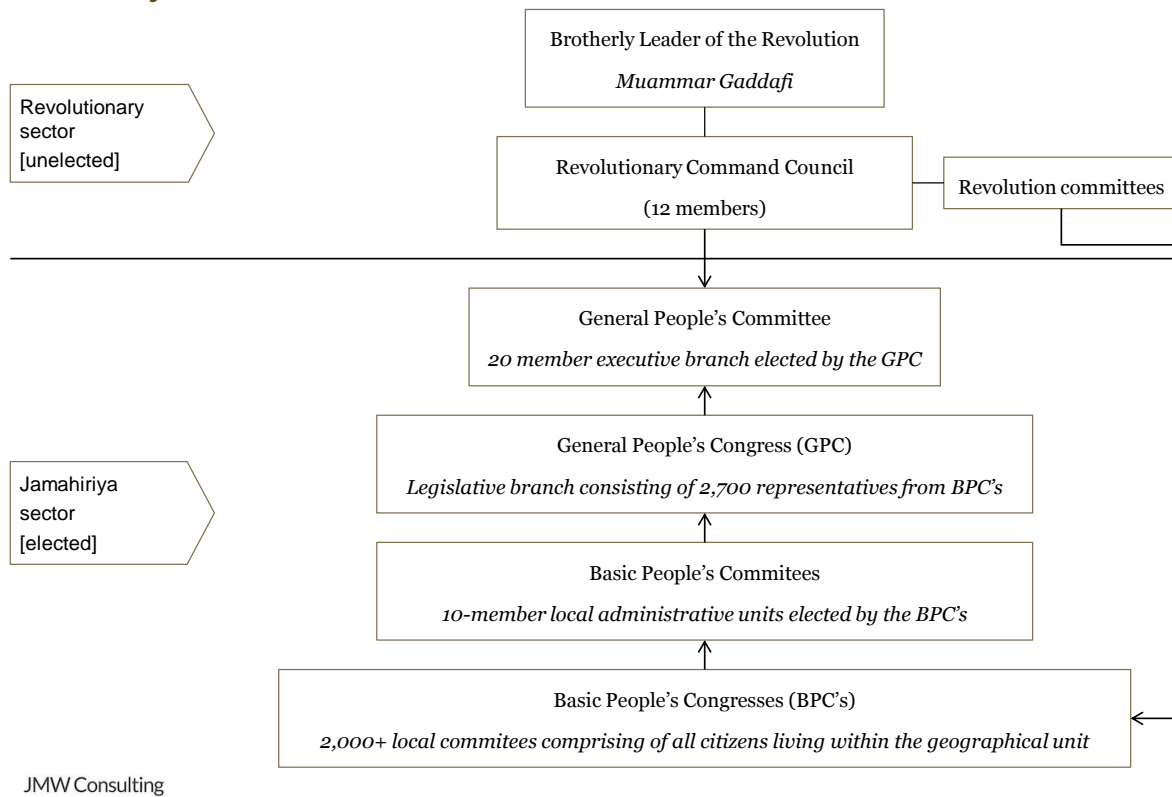 Brotherly Leader of the Revolution
Muammar Gaddafi
Revolutionary
sector
[unelected]
Revolutionary Command Council
(12 members)
Revolution committees
General People's Committee
20 member executive branch elected by the GPC
General People's Congress (GPC)
Legislative branch consisting of 2,700 representatives from BPC's
Jamahiriya
sector
[elected]
Basic People's Commitees
10-member local administrative units elected by the BPC's
Basic People's Congresses (BPC's)
2,000+ local commitees comprising of all citizens living within the geographical unit
JMW Consulting